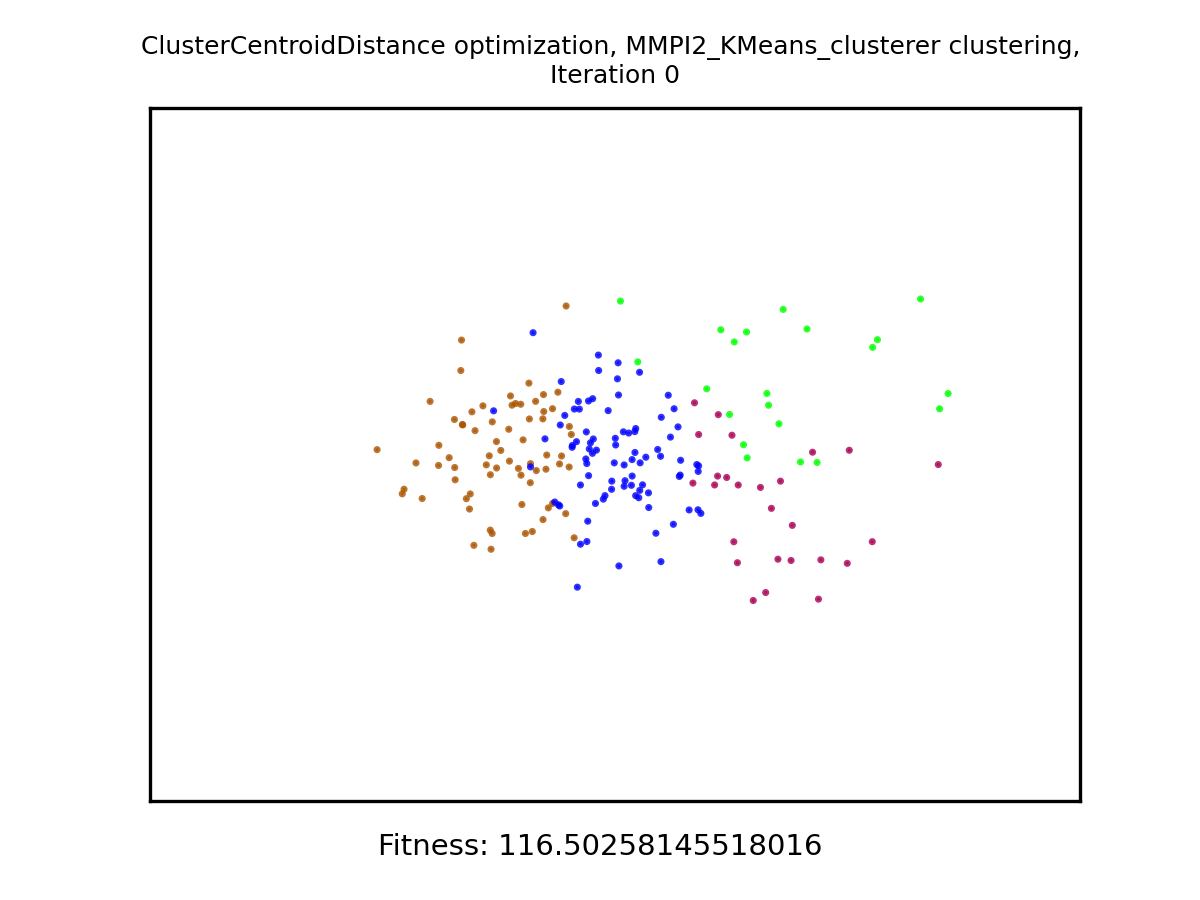 ClusterCentroidDistance optimization, MMPI2_KMeans_clusterer clustering,
Iteration 0
Fitness: 116.50258145518016